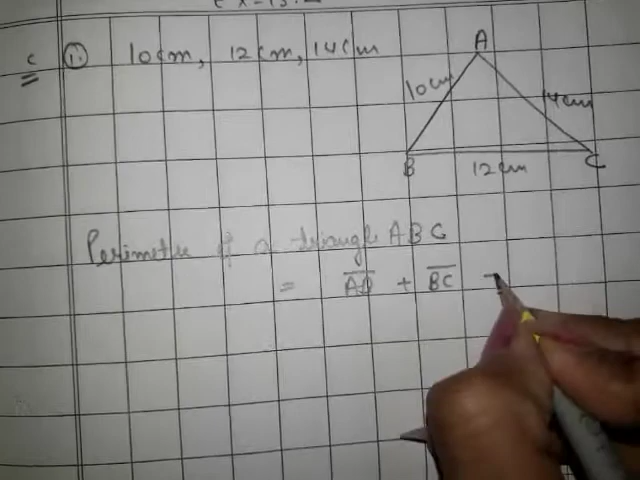 c ① 10cm, 12cm, 14cm
A
10cm 14cm
B C
12cm
Perimeter of a triangle ABC
= AB + BC